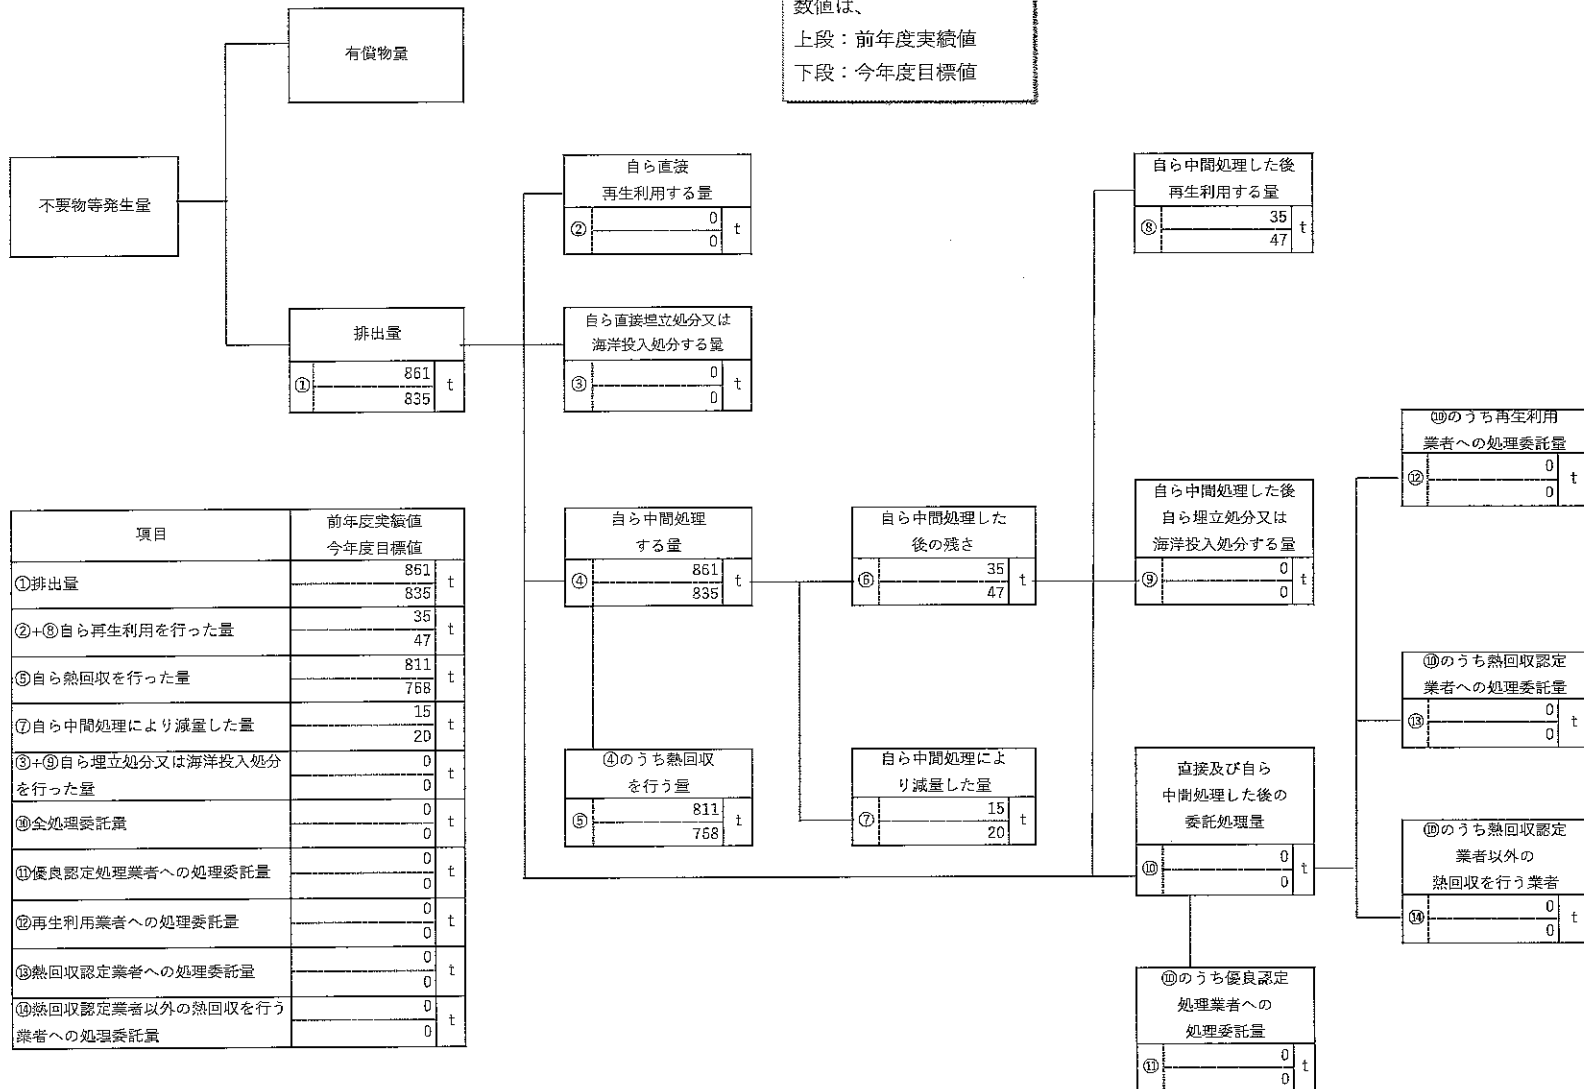 数値は、
上段：前年度実績値
下段：今年度目標値
有償物量
不要物等発生量
排出量
① 861 t
835
自ら直接
再生利用する量
② 0 t
0
自ら直接埋立処分又は
海洋投入処分する量
③ 0 t
0
自ら中間処理
する量
④ 861 t
835
④のうち熱回収
を行う量
⑤ 811 t
768
自ら中間処理した
後の残さ
⑥ 35 t
47
自ら中間処理によ
り減量した量
⑦ 15 t
20
自ら中間処理した後
再生利用する量
⑧ 35 t
47
自ら中間処理した後
自ら埋立処分又は
海洋投入処分する量
⑨ 0 t
0
直接及び自ら
中間処理した後の
委託処理量
⑩ 0 t
0
⑩のうち優良認定
処理業者への
処理委託量
⑪ 0 t
0
⑩のうち再生利用
業者への処理委託量
⑫ 0 t
0
⑩のうち熱回収認定
業者への処理委託量
⑬ 0 t
0
⑩のうち熱回収認定
業者以外の
熱回収を行う業者
⑭ 0 t
0
項目 前年度実績値
今年度目標値
①排出量 861 t
835
②+⑧自ら再生利用を行った量 35 t
47
⑤自ら熱回収を行った量 811 t
768
⑦自ら中間処理により減量した量 15 t
20
③+⑨自ら埋立処分又は海洋投入処分 0 t
を行った量 0
⑩全処理委託量 0 t
0
⑪優良認定処理業者への処理委託量 0 t
0
⑫再生利用業者への処理委託量 0 t
0
⑬熱回収認定業者への処理委託量 0 t
0
⑭熱回収認定業者以外の熱回収を行う 0 t
業者への処理委託量 0